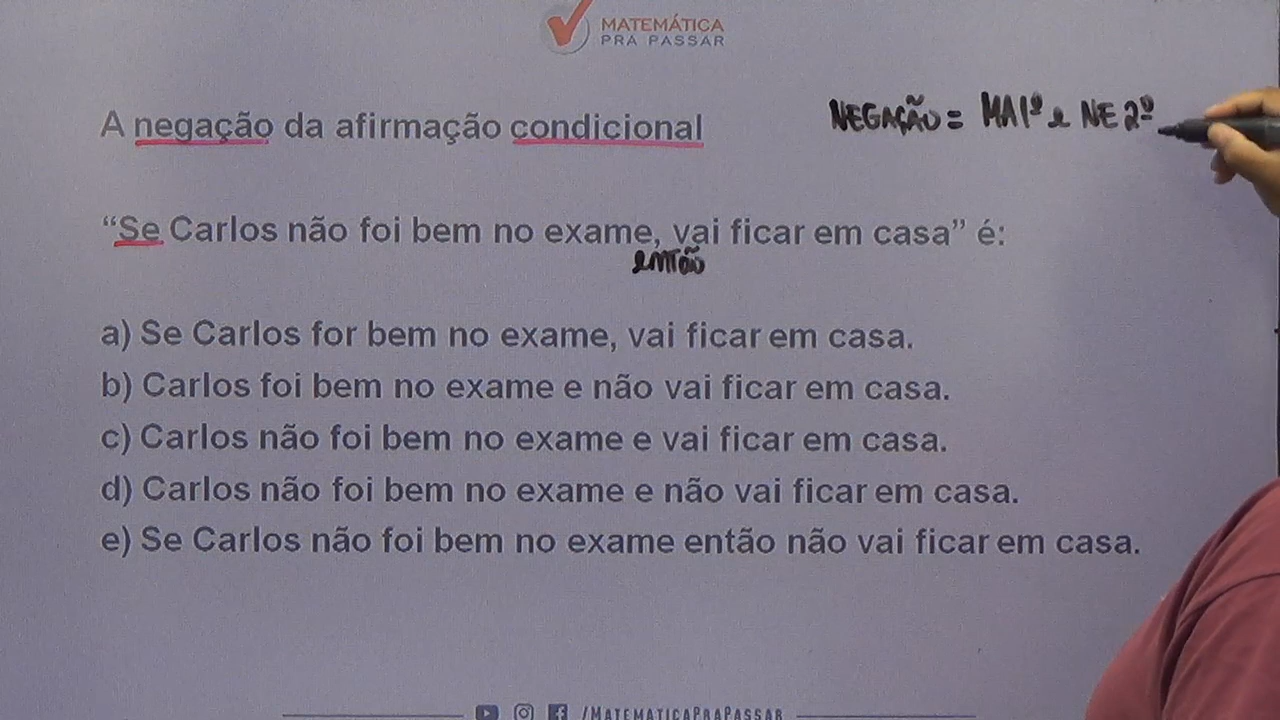 MATEMÁTICA
PRA PASSAR
A negação da afirmação condicional
NEGAÇÃO = MA1º e NE 2º
“Se Carlos não foi bem no exame, vai ficar em casa” é:
então
a) Se Carlos for bem no exame, vai ficar em casa.
b) Carlos foi bem no exame e não vai ficar em casa.
c) Carlos não foi bem no exame e vai ficar em casa.
d) Carlos não foi bem no exame e não vai ficar em casa.
e) Se Carlos não foi bem no exame então não vai ficar em casa.
/MATEMATICAPRAPASSAR